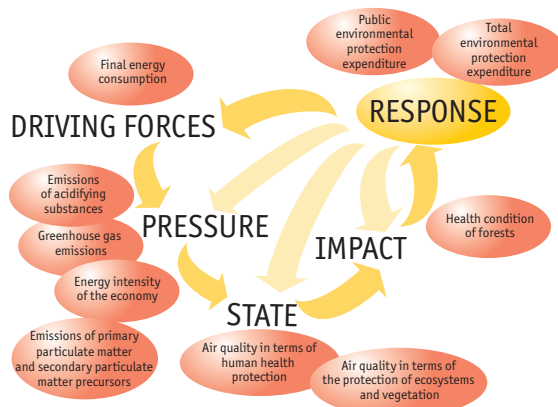 Public
environmental
protection
expenditure
Total
environmental
protection
expenditure
Final energy
consumption
RESPONSE
DRIVING FORCES
Emissions
of acidifying
substances
PRESSURE
Greenhouse gas
emissions
IMPACT
Health condition
of forests
Energy intensity
of the economy
STATE
Emissions of primary
particulate matter
and secondary particulate
matter precursors
Air quality in terms of
human health
protection
Air quality in terms of
the protection of ecosystems
and vegetation